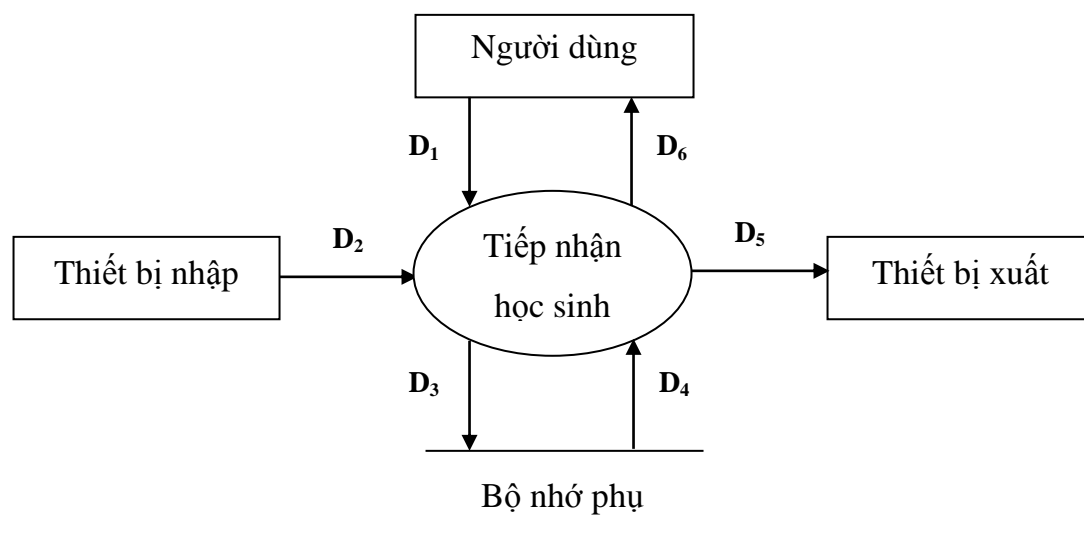 Người dùng
D₁
D₆
Tiếp nhận
học sinh
D₂
D₅
Thiết bị nhập
Thiết bị xuất
D₃
D₄
Bộ nhớ phụ